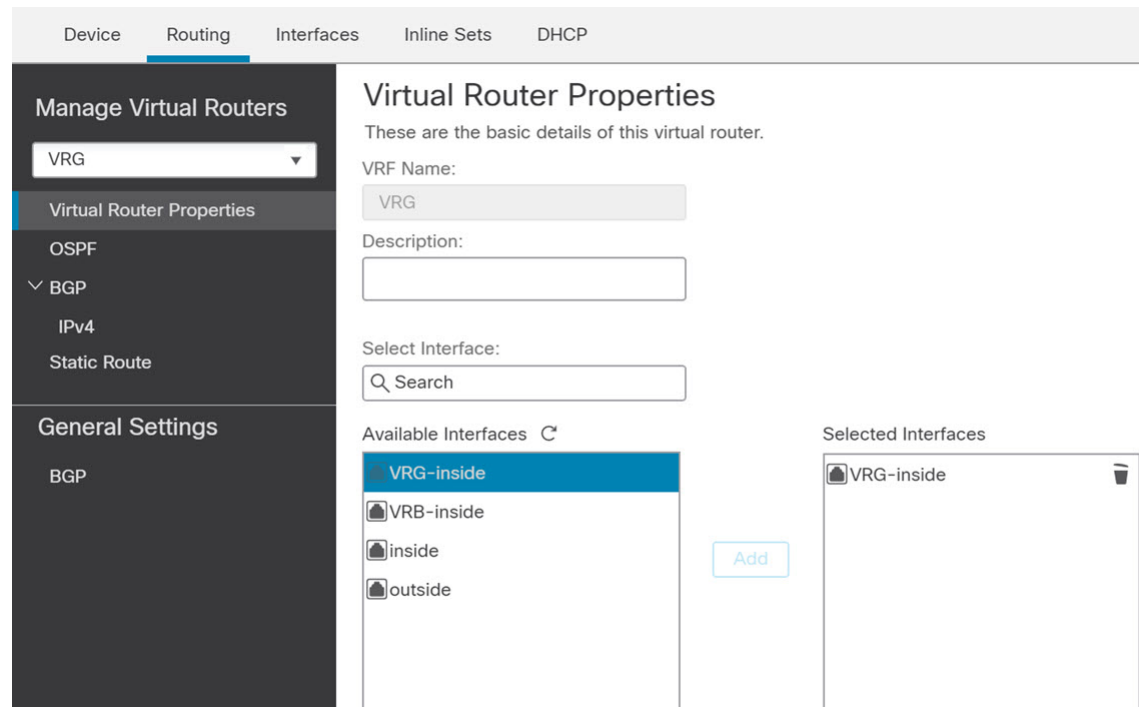 Device Routing Interfaces Inline Sets DHCP
Manage Virtual Routers
VRG
Virtual Router Properties
OSPF
BGP
IPv4
Static Route
General Settings
BGP
Virtual Router Properties
These are the basic details of this virtual router.
VRF Name:
VRG
Description:
Select Interface:
Search
Available Interfaces
VRG-inside
VRB-inside
inside
outside
Add
Selected Interfaces
VRG-inside